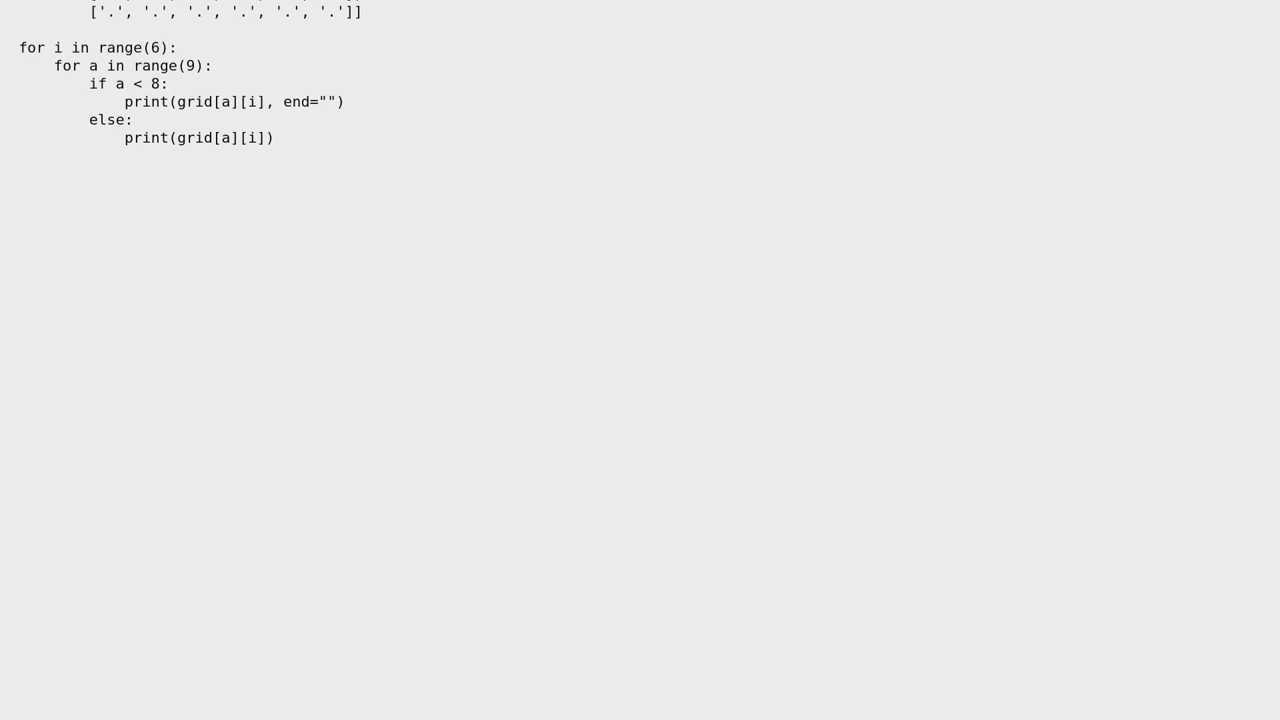 ['.', '.', '.', '.', '.', '.']]
for i in range(6):
    for a in range(9):
        if a < 8:
            print(grid[a][i], end="")
        else:
            print(grid[a][i])